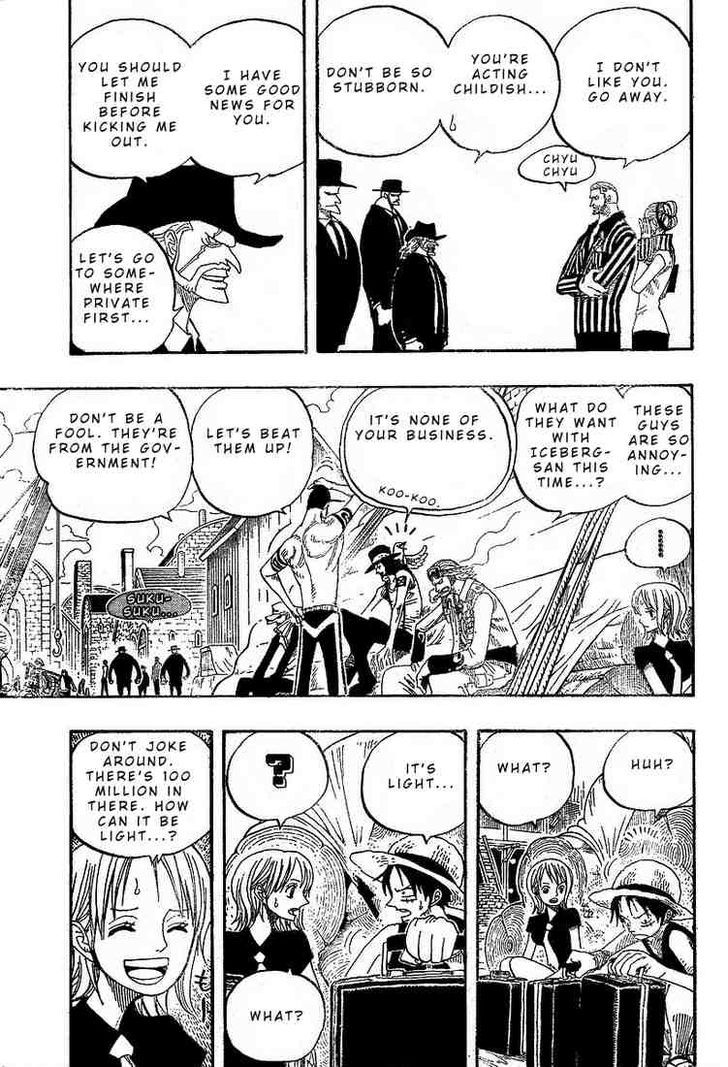 I DON'T
LIKE YOU.
GO AWAY.
YOU'RE
ACTING
CHILDISH...
DON'T BE SO
STUBBORN.
CHYU
CHYU
I HAVE
SOME GOOD
NEWS FOR
YOU.
YOU SHOULD
LET ME
FINISH
BEFORE
KICKING ME
OUT.
LET'S GO
TO SOME-
WHERE
PRIVATE
FIRST...
THESE
GUYS
ARE SO
ANNOY-
ING...
WHAT DO
THEY WANT
WITH
ICEBERG-
SAN THIS
TIME...?
IT'S NONE OF
YOUR BUSINESS.
KOO-KOO.
LET'S BEAT
THEM UP!
DON'T BE A
FOOL. THEY'RE
FROM THE GOV-
ERNMENT!
!!!!!
SUKU-
SUKU...
HUH?
WHAT?
IT'S
LIGHT...
?
WHAT?
DON'T JOKE
AROUND.
THERE'S 100
MILLION IN
THERE. HOW
CAN IT BE
LIGHT...?